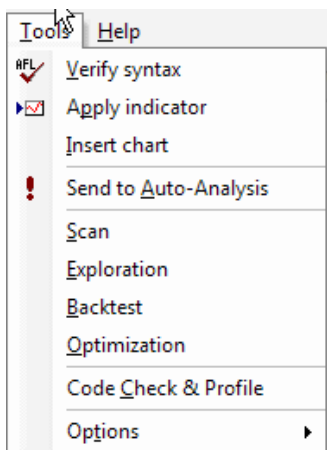 Tools Help
AFL Verify syntax
Apply indicator
Insert chart
Send to Auto-Analysis
Scan
Exploration
Backtest
Optimization
Code Check & Profile
Options